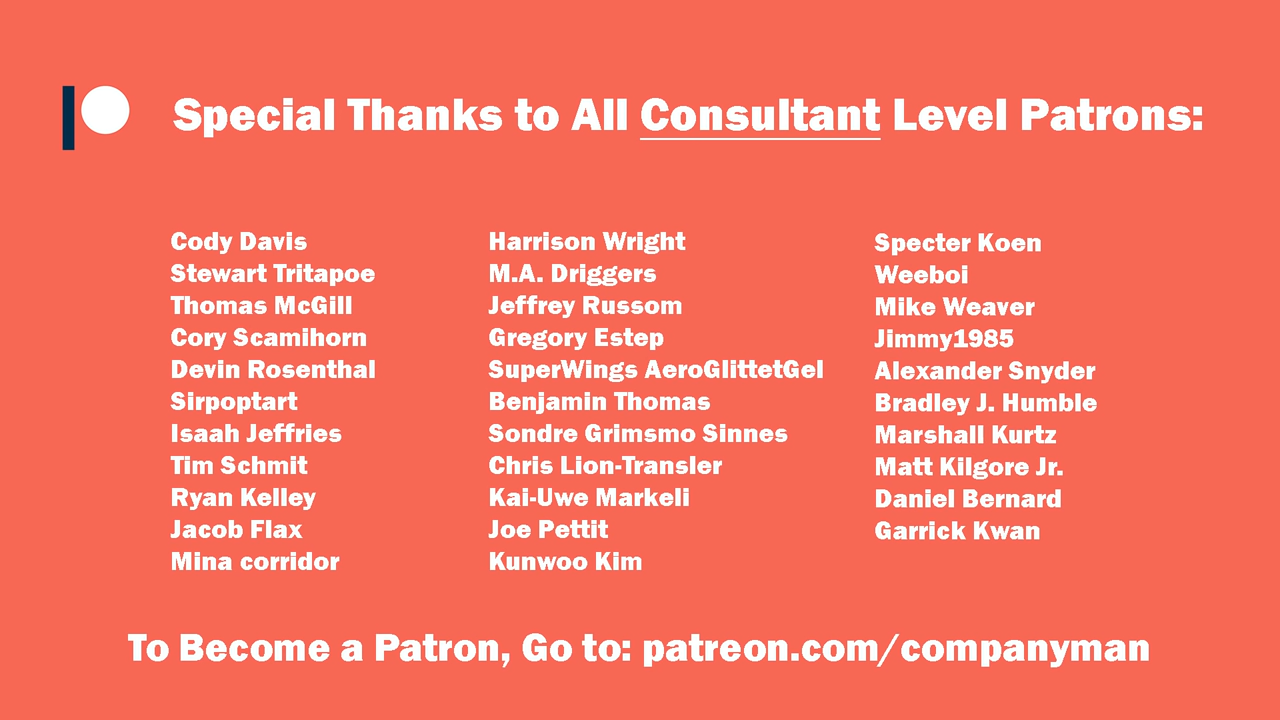 Special Thanks to All Consultant Level Patrons:
Cody Davis
Stewart Tritapoe
Thomas McGill
Cory Scamihorn
Devin Rosenthal
Sirpoptart
Isaah Jeffries
Tim Schmit
Ryan Kelley
Jacob Flax
Mina corridor
Harrison Wright
M.A. Driggers
Jeffrey Russom
Gregory Estep
SuperWings AeroGlittetGel
Benjamin Thomas
Sondre Grimsmo Sinnes
Chris Lion-Transler
Kai-Uwe Markeli
Joe Pettit
Kunwoo Kim
Specter Koen
Weeboi
Mike Weaver
Jimmy1985
Alexander Snyder
Bradley J. Humble
Marshall Kurtz
Matt Kilgore Jr.
Daniel Bernard
Garrick Kwan
To Become a Patron, Go to: patreon.com/companyman